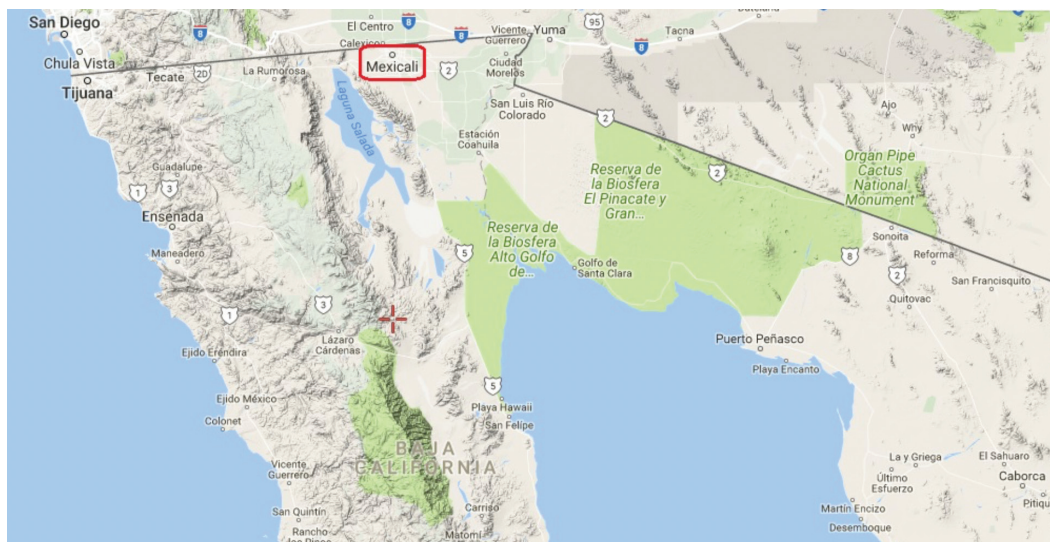 San Diego
El Centro
8
8
Calexico
Vicente
Guerrero
Yuma
95
8
Tacna
Chula Vista
Tijuana
Tecate
2D
La Rumorosa
Mexicali
2
Ciudad
Morelos
San Luis Río
Colorado
Laguna Salada
Estación
Coahuila
2
2
Ajo
Why
Organ Pipe
Cactus
National
Monument
Reserva de
la Biosfera
El Pinacate y
Gran...
Guadalupe
1
3
Ensenada
Maneadero
Reserva de
la Biosfera
Alto Golfo
de...
5
Golfo de
Santa Clara
Sonoita
8
Reforma
2
San Francisquito
Quitovac
3
1
Lázaro
Cárdenas
Ejido Eréndira
Puerto Peñasco
Playa Encanto
5
Ejido México
Colonet
Playa Hawaii
San Felipe
BAJA
CALIFORNIA
Vicente
Guerrero
La y Griega
El Sahuaro
Último
Esfuerzo
Caborca
Pitiqu
San Quintín
Carriso
Martin Encizo
Desemboque
Rancho
Matomí